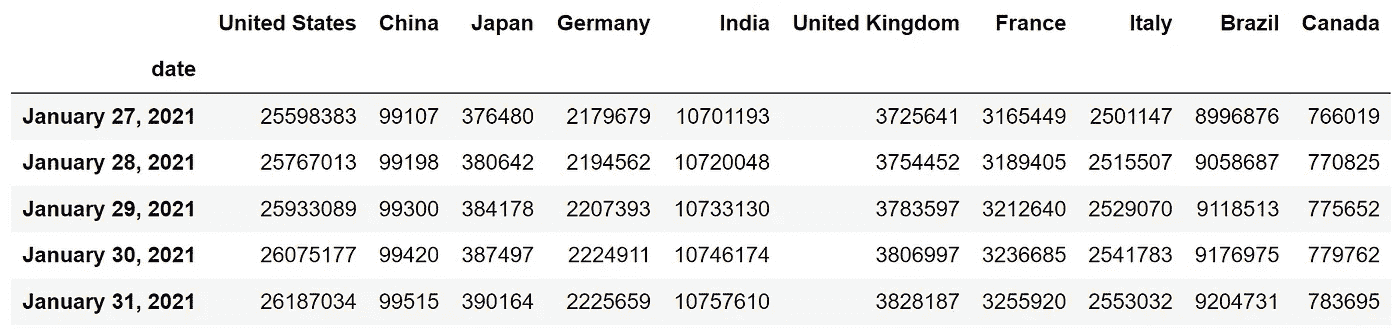 United States China Japan Germany India United Kingdom France Italy Brazil Canada
date
January 27, 2021 25598383 99107 376480 2179679 10701193 3725641 3165449 2501147 8996876 766019
January 28, 2021 25767013 99198 380642 2194562 10720048 3754452 3189405 2515507 9058687 770825
January 29, 2021 25933089 99300 384178 2207393 10733130 3783597 3212640 2529070 9118513 775652
January 30, 2021 26075177 99420 387497 2224911 10746174 3806997 3236685 2541783 9176975 779762
January 31, 2021 26187034 99515 390164 2225659 10757610 3828187 3255920 2553032 9204731 783695